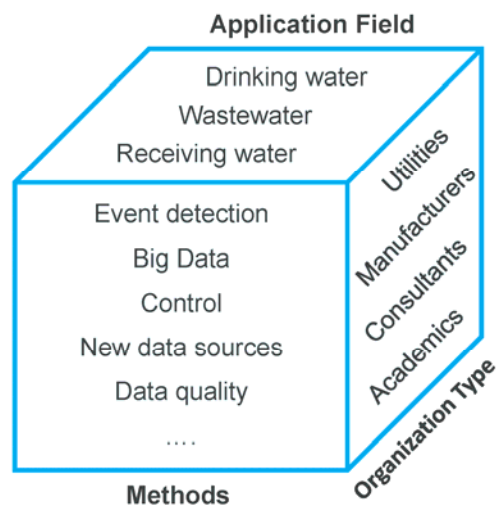 Application Field
Drinking water
Wastewater
Receiving water
Event detection
Big Data
Control
New data sources
Data quality
....
Methods
Utilities
Manufacturers
Consultants
Academics
Organization Type